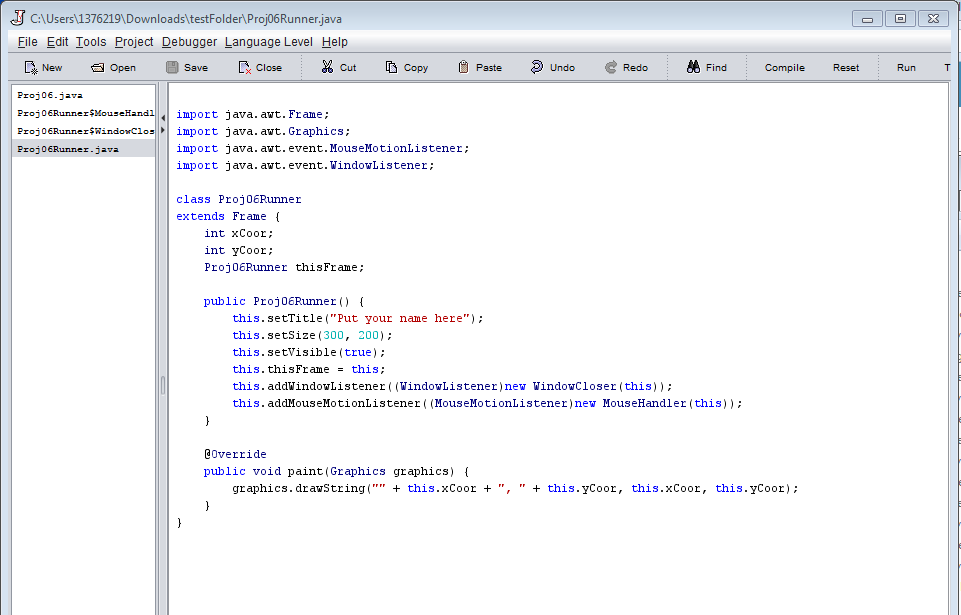 C:\Users\1376219\Downloads\testFolder\Proj06Runner.java
File Edit Tools Project Debugger Language Level Help
New Open Save Close Cut Copy Paste Undo Redo Find Compile Reset Run
Proj06.java
Proj06Runner$MouseHandl
Proj06Runner$WindowClos
Proj06Runner.java
import java.awt.Frame;
import java.awt.Graphics;
import java.awt.event.MouseMotionListener;
import java.awt.event.WindowListener;
class Proj06Runner
extends Frame {
int xCoor;
int yCoor;
Proj06Runner thisFrame;
public Proj06Runner() {
this.setTitle("Put your name here");
this.setSize(300, 200);
this.setVisible(true);
this.thisFrame = this;
this.addWindowListener((WindowListener)new WindowCloser(this));
this.addMouseMotionListener((MouseMotionListener)new MouseHandler(this));
}
@Override
public void paint(Graphics graphics) {
graphics.drawString("" + this.xCoor + ", " + this.yCoor, this.xCoor, this.yCoor);
}
}